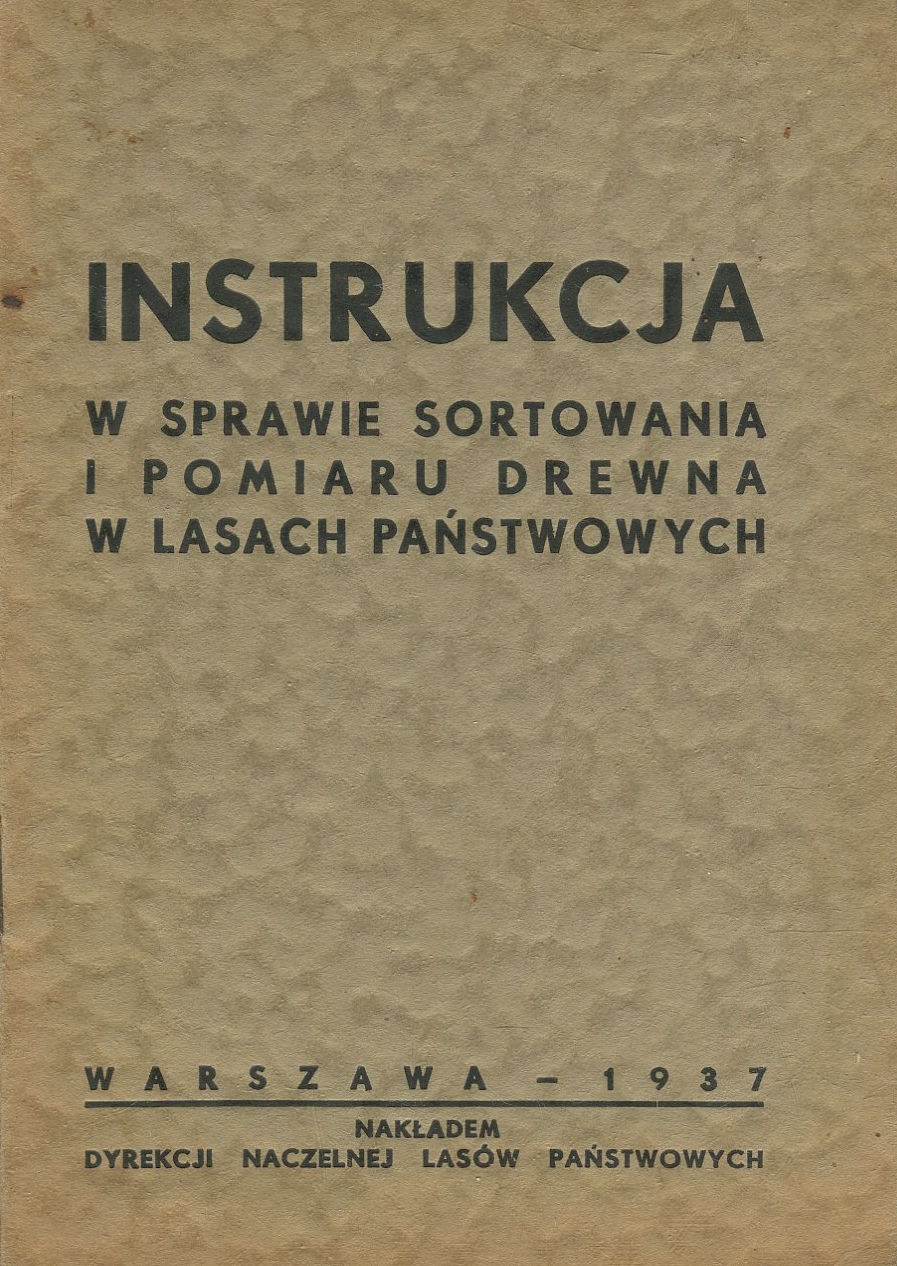 INSTRUKCJA
W SPRAWIE SORTOWANIA
I POMIARU DREWNA
W LASACH PAŃSTWOWYCH
WARSZAWA – 1937
NAKŁADEM
DYREKCJI NACZELNEJ LASÓW PAŃSTWOWYCH